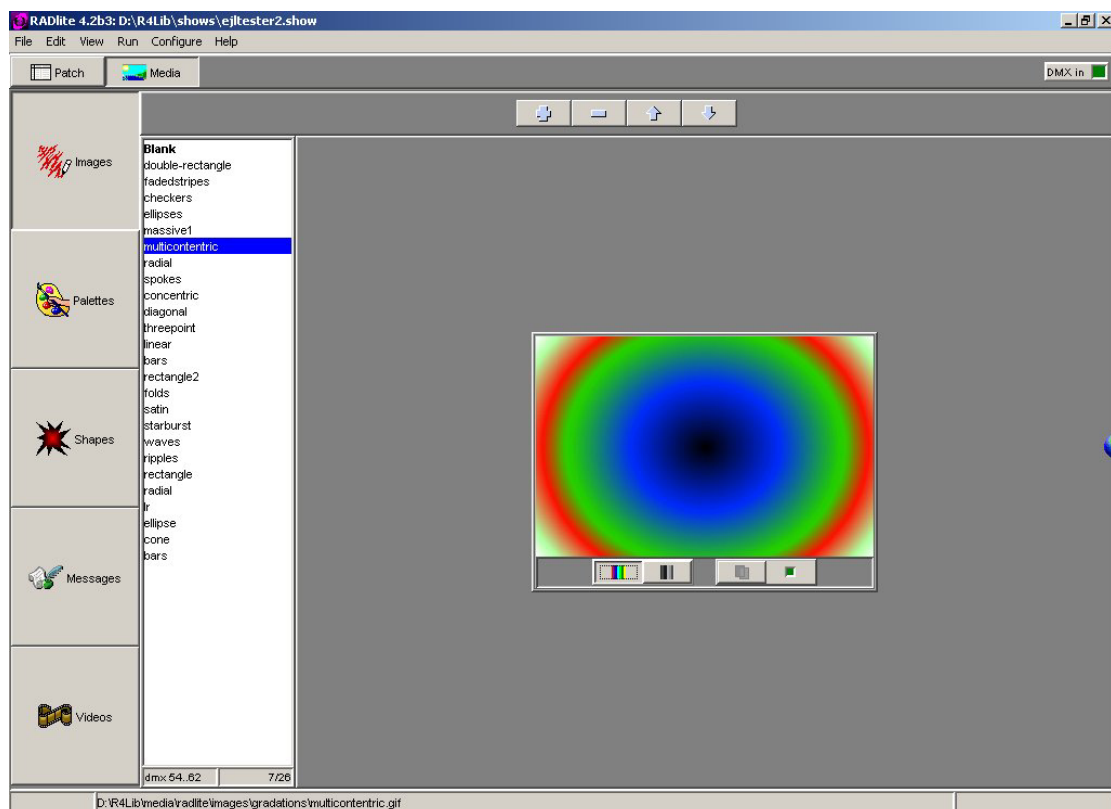 RADlite 4.2b3: D:\R4Lib\shows\ejltester2.show
File Edit View Run Configure Help
Patch Media DMX in
Images
Palettes
Shapes
Messages
Videos
Blank
double-rectangle
fadedstripes
checkers
ellipses
massive1
multicontentric
radial
spokes
concentric
diagonal
threepoint
linear
bars
rectangle2
folds
satin
starburst
waves
ripples
rectangle
radial
lr
ellipse
cone
bars
dmx 54..62 7/26
D:\R4Lib\media\radlite\images\gradations\multicontentric.gif